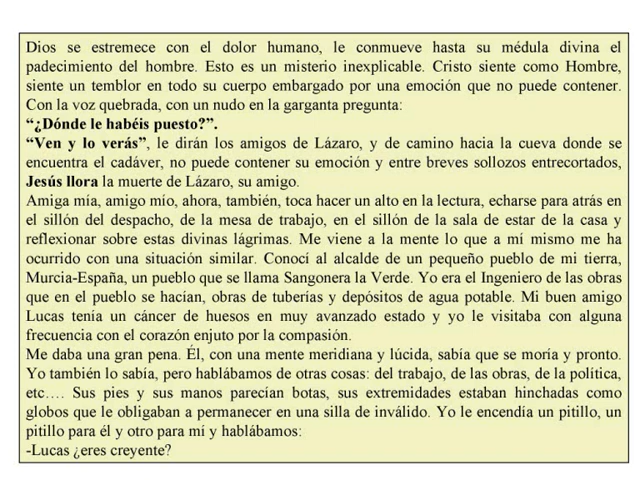 Dios se estremece con el dolor humano, le conmueve hasta su médula divina el
padecimiento del hombre. Esto es un misterio inexplicable. Cristo siente como Hombre,
siente un temblor en todo su cuerpo embargado por una emoción que no puede contener.
Con la voz quebrada, con un nudo en la garganta pregunta:
“¿Dónde le habéis puesto?”.
“Ven y lo verás”, le dirán los amigos de Lázaro, y de camino hacia la cueva donde se
encuentra el cadáver, no puede contener su emoción y entre breves sollozos entrecortados,
Jesús llora la muerte de Lázaro, su amigo.
Amiga mía, amigo mío, ahora, también, toca hacer un alto en la lectura, echarse para atrás en
el sillón del despacho, de la mesa de trabajo, en el sillón de la sala de estar de la casa y
reflexionar sobre estas divinas lágrimas. Me viene a la mente lo que a mí mismo me ha
ocurrido con una situación similar. Conocí al alcalde de un pequeño pueblo de mi tierra,
Murcia-España, un pueblo que se llama Sangonera la Verde. Yo era el Ingeniero de las obras
que en el pueblo se hacían, obras de tuberías y depósitos de agua potable. Mi buen amigo
Lucas tenía un cáncer de huesos en muy avanzado estado y yo le visitaba con alguna
frecuencia con el corazón enjuto por la compasión.
Me daba una gran pena. Él, con una mente meridiana y lúcida, sabía que se moría y pronto.
Yo también lo sabía, pero hablábamos de otras cosas: del trabajo, de las obras, de la política,
etc…. Sus pies y sus manos parecían botas, sus extremidades estaban hinchadas como
globos que le obligaban a permanecer en una silla de inválido. Yo le encendía un pitillo, un
pitillo para él y otro para mí y hablábamos:
-Lucas ¿eres creyente?